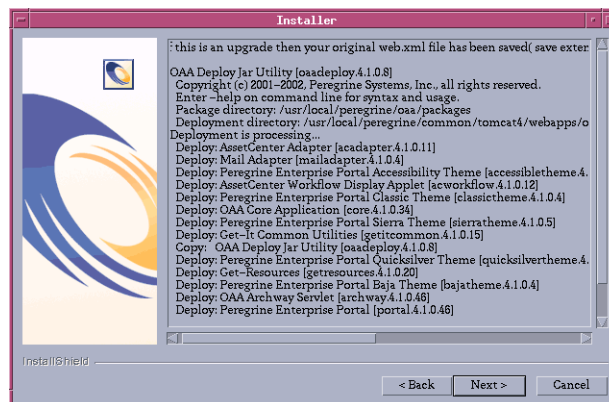 Installer
: this is an upgrade then your original web.xml file has been saved( save exter
OAA Deploy Jar Utility [oaadeploy.4.1.0.8]
Copyright (c) 2001-2002, Peregrine Systems, Inc., all rights reserved.
Enter -help on command line for syntax and usage.
Package directory: /usr/local/peregrine/oaa/packages
Deployment directory: /usr/local/peregrine/common/tomcat4/webapps/o
Deployment is processing...
Deploy: AssetCenter Adapter [acadapter.4.1.0.11]
Deploy: Mail Adapter [mailadapter.4.1.0.4]
Deploy: Peregrine Enterprise Portal Accessibility Theme [accessibletheme.4.
Deploy: AssetCenter Workflow Display Applet [acworkflow.4.1.0.12]
Deploy: Peregrine Enterprise Portal Classic Theme [classictheme.4.1.0.4]
Deploy: OAA Core Application [core.4.1.0.34]
Deploy: Peregrine Enterprise Portal Sierra Theme [sierratheme.4.1.0.5]
Deploy: Get-It Common Utilities [getitcommon.4.1.0.15]
Copy: OAA Deploy Jar Utility [oaadeploy.4.1.0.8]
Deploy: Peregrine Enterprise Portal Quicksilver Theme [quicksilvertheme.4.
Deploy: Get-Resources [getresources.4.1.0.20]
Deploy: Peregrine Enterprise Portal Baja Theme [bajatheme.4.1.0.4]
Deploy: OAA Archway Servlet [archway.4.1.0.46]
Deploy: Peregrine Enterprise Portal [portal.4.1.0.46]
InstallShield
< Back
Next >
Cancel